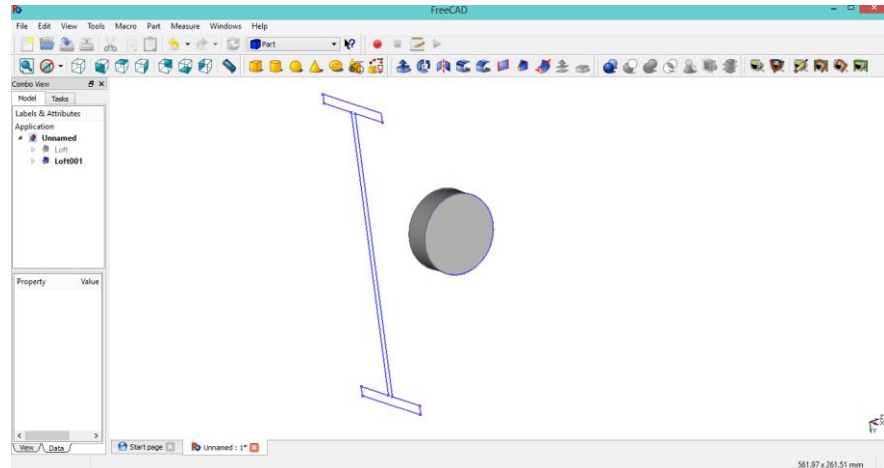 FreeCAD
File Edit View Tools Macro Part Measure Windows Help
Part
Combo View
Model Tasks
Labels & Attributes
Application
Unnamed
Loft
Loft001
Property Value
View Data
Start page Unnamed : 1*
561.97 x 261.51 mm